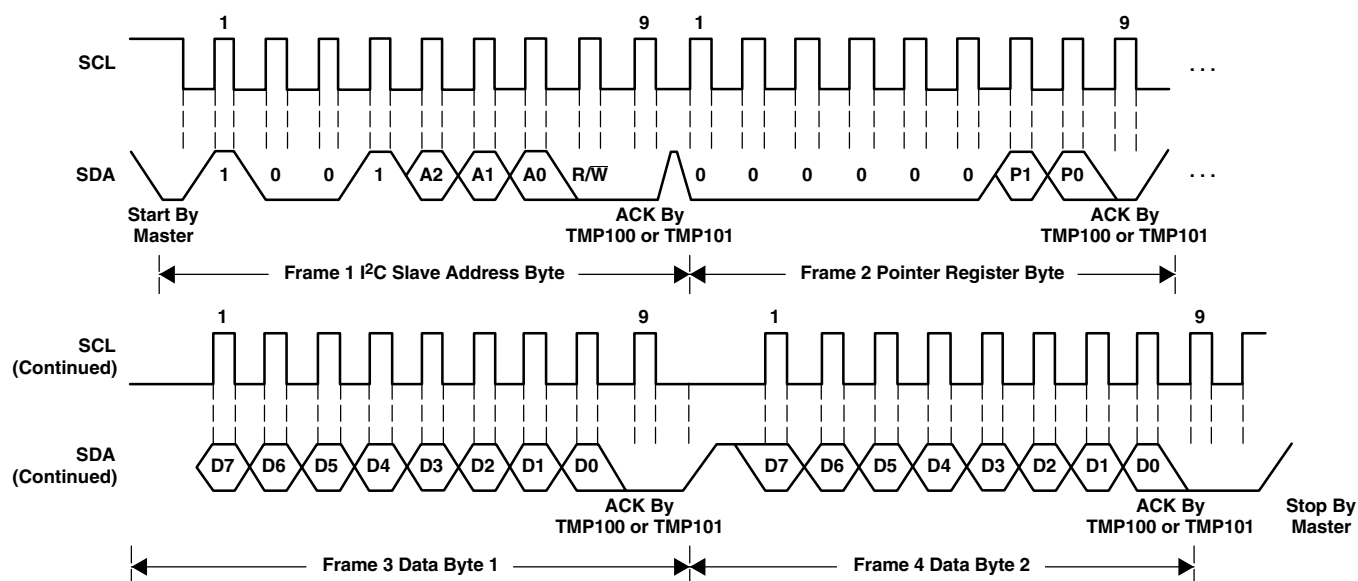 1 9 1 9
SCL . . .
SDA 1 0 0 1 A2 A1 A0 R/W̅ 0 0 0 0 0 0 P1 P0 . . .
Start By
Master
ACK By
TMP100 or TMP101
ACK By
TMP100 or TMP101
Frame 1 I²C Slave Address Byte
Frame 2 Pointer Register Byte
1 9 1 9
SCL
(Continued)
SDA
(Continued)
D7 D6 D5 D4 D3 D2 D1 D0 D7 D6 D5 D4 D3 D2 D1 D0
ACK By
TMP100 or TMP101
ACK By
TMP100 or TMP101
Stop By
Master
Frame 3 Data Byte 1
Frame 4 Data Byte 2